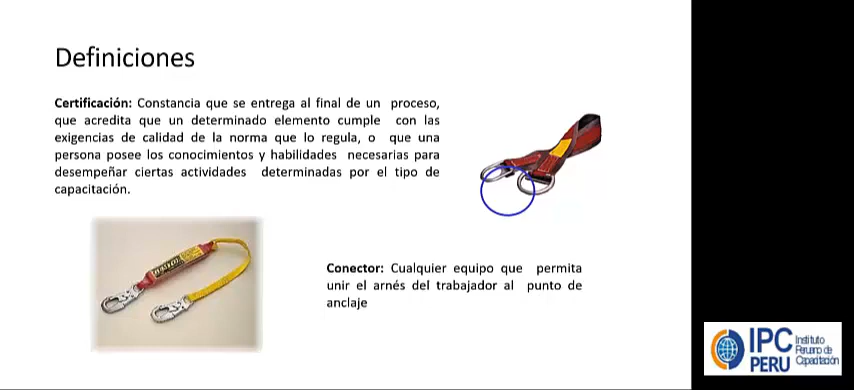 Definiciones
Certificación: Constancia que se entrega al final de un proceso,
que acredita que un determinado elemento cumple con las
exigencias de calidad de la norma que lo regula, o que una
persona posee los conocimientos y habilidades necesarias para
desempeñar ciertas actividades determinadas por el tipo de
capacitación.
Conector: Cualquier equipo que permita
unir el arnés del trabajador al punto de
anclaje
IPC
PERU
Instituto
Peruano de
Capacitación